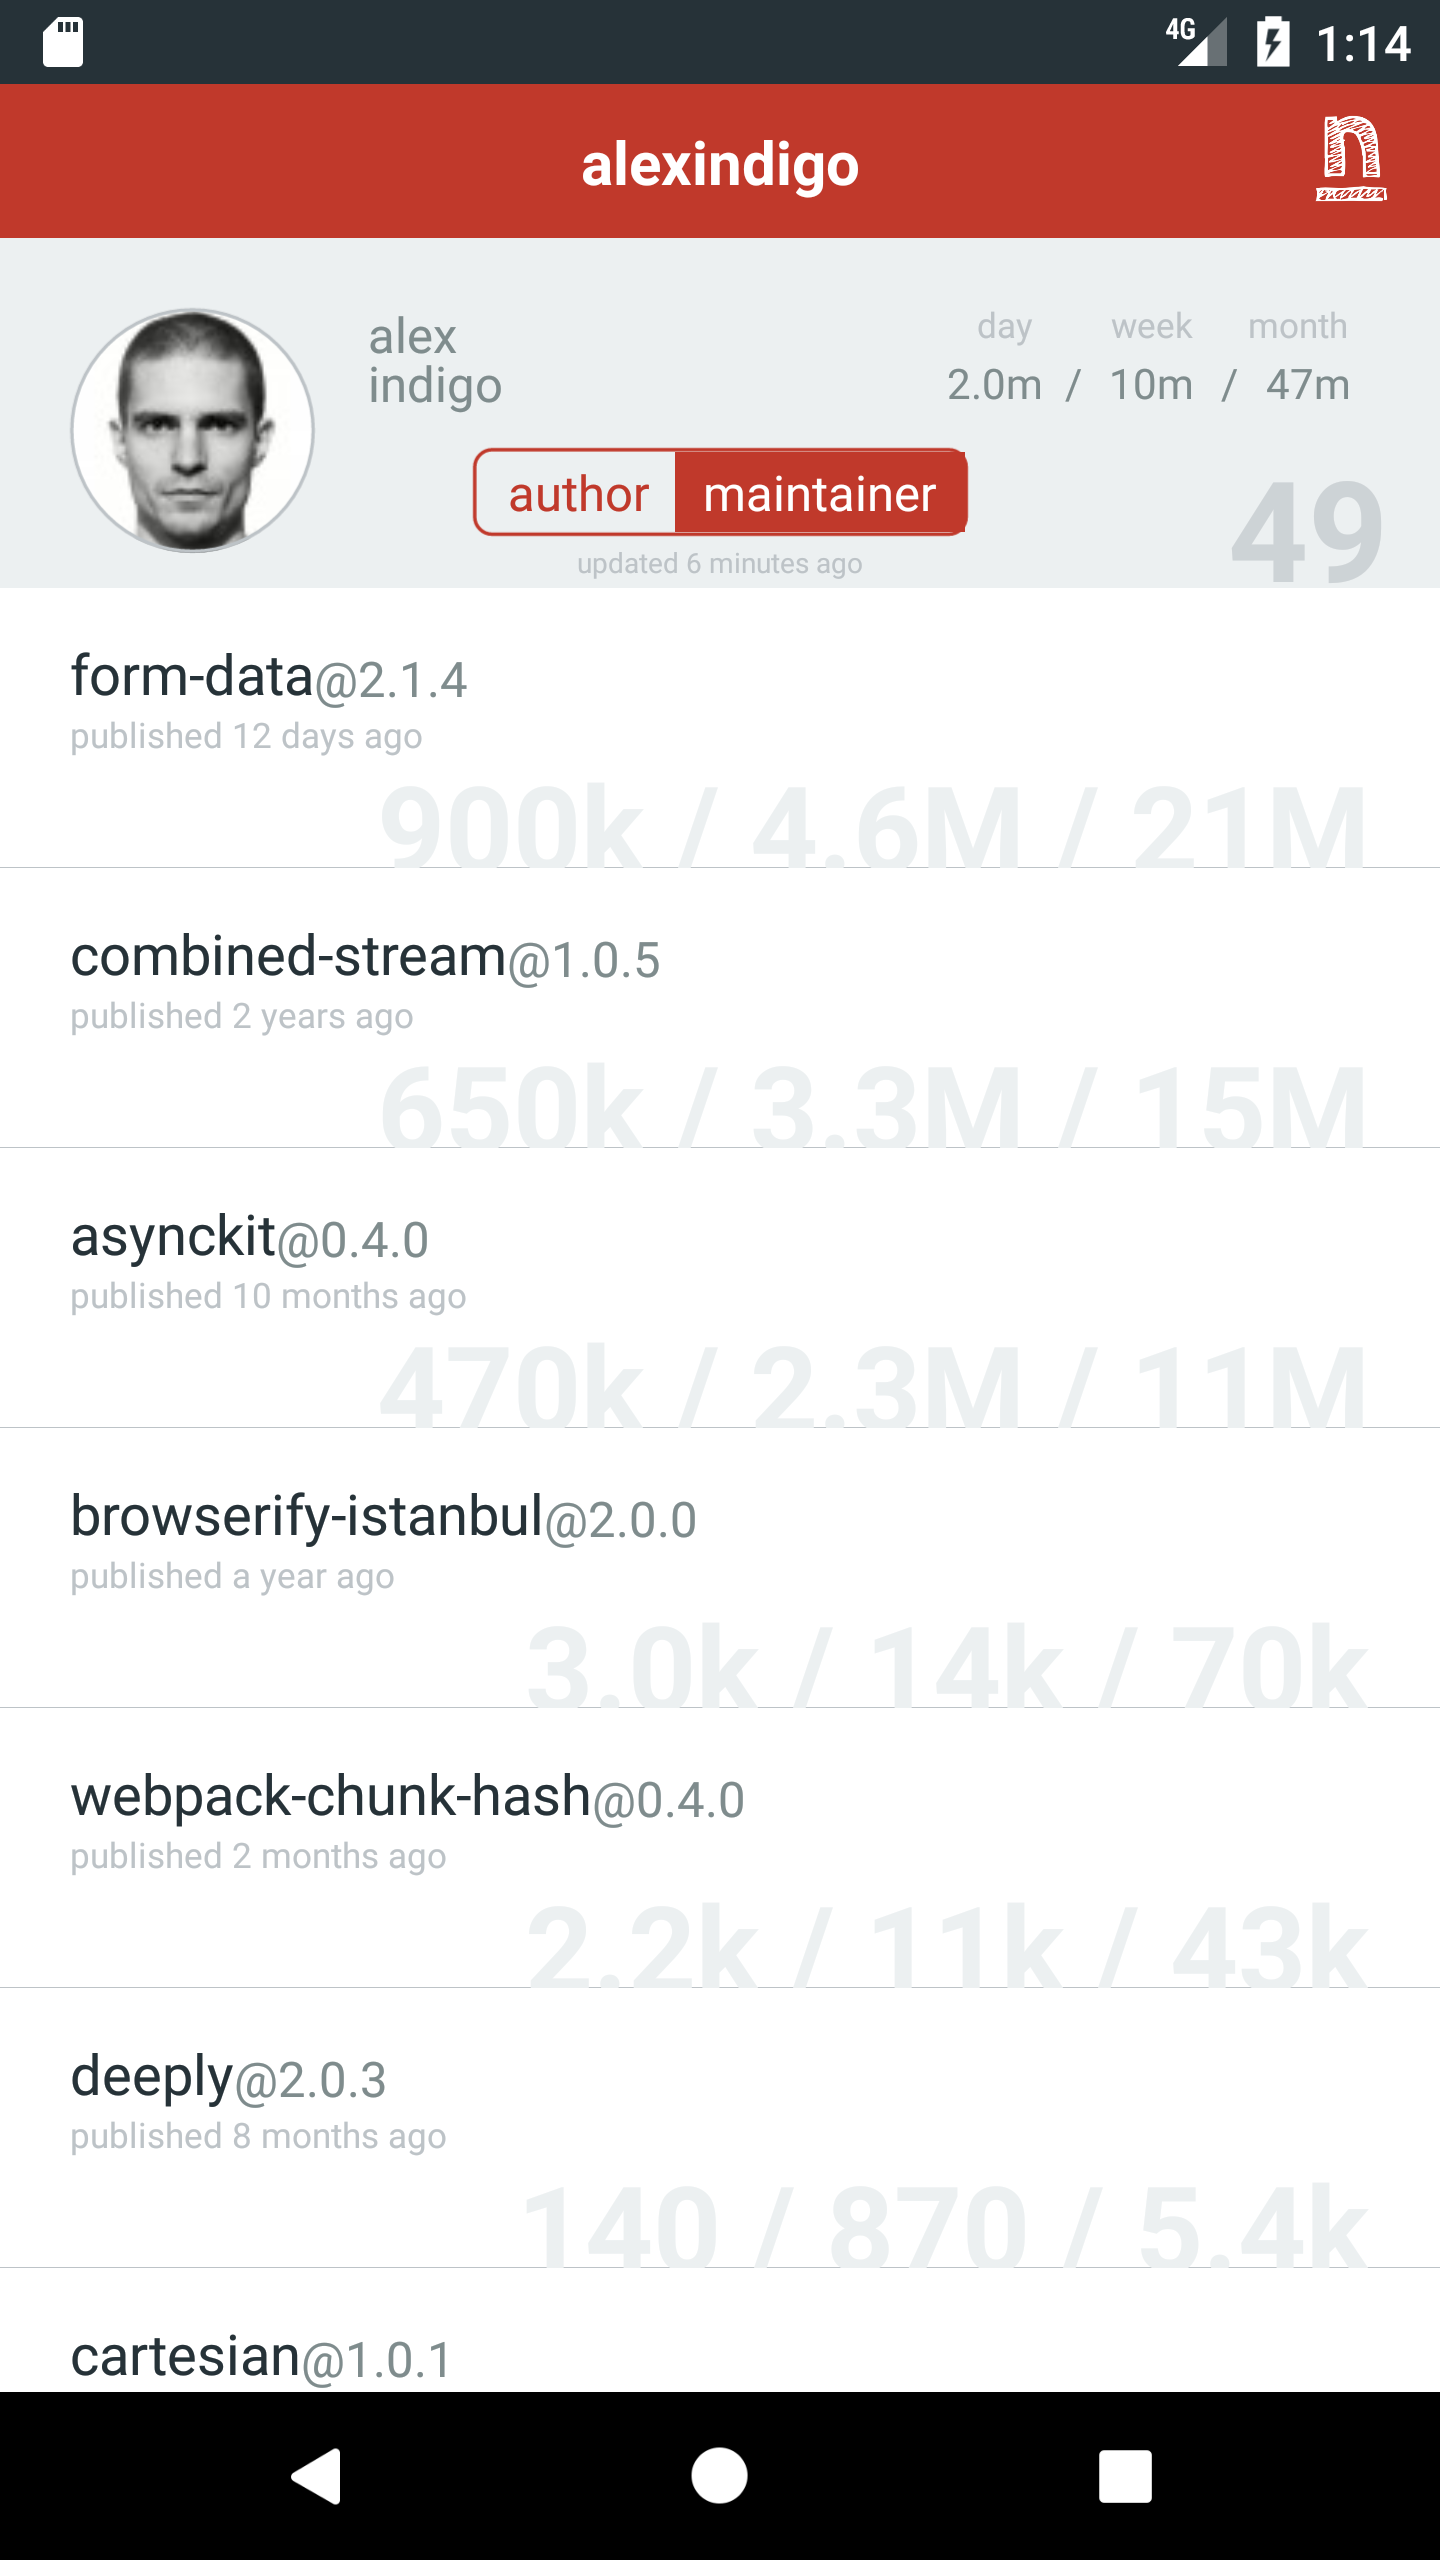 4G 1:14
alexindigo
n
alex
indigo
day week month
2.0m / 10m / 47m
author maintainer
49
updated 6 minutes ago
form-data@2.1.4
published 12 days ago
900k / 4.6M / 21M
combined-stream@1.0.5
published 2 years ago
650k / 3.3M / 15M
asynckit@0.4.0
published 10 months ago
470k / 2.3M / 11M
browserify-istanbul@2.0.0
published a year ago
3.0k / 14k / 70k
webpack-chunk-hash@0.4.0
published 2 months ago
2.2k / 11k / 43k
deeply@2.0.3
published 8 months ago
140 / 870 / 5.4k
cartesian@1.0.1